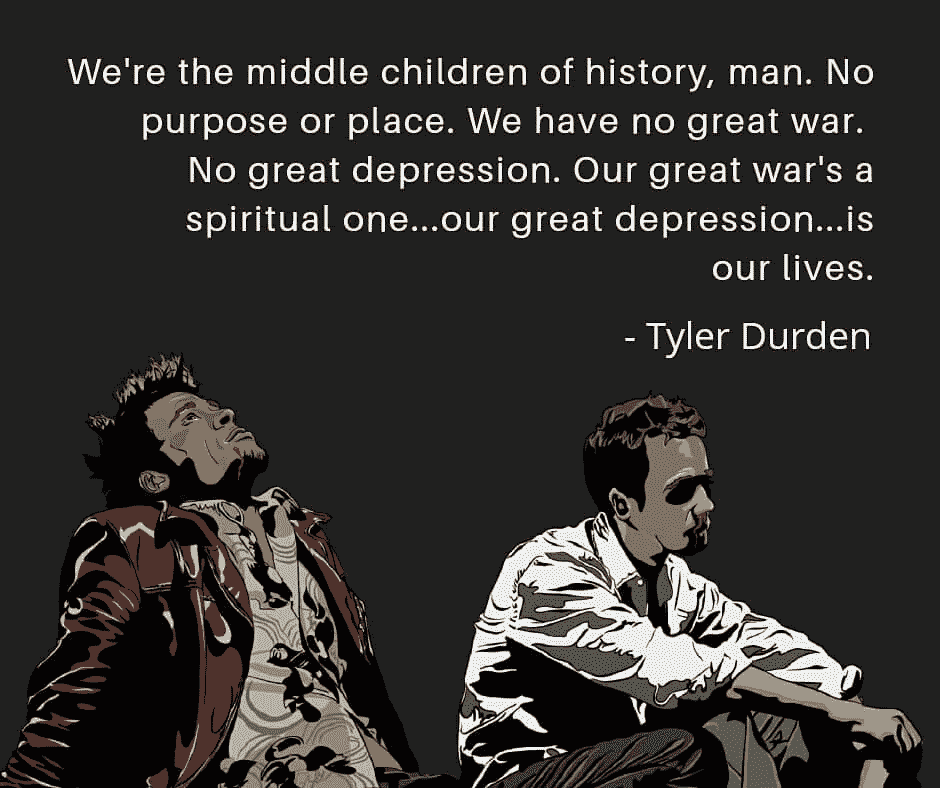 We're the middle children of history, man. No
purpose or place. We have no great war.
No great depression. Our great war's a
spiritual one...our great depression...is
our lives.
- Tyler Durden